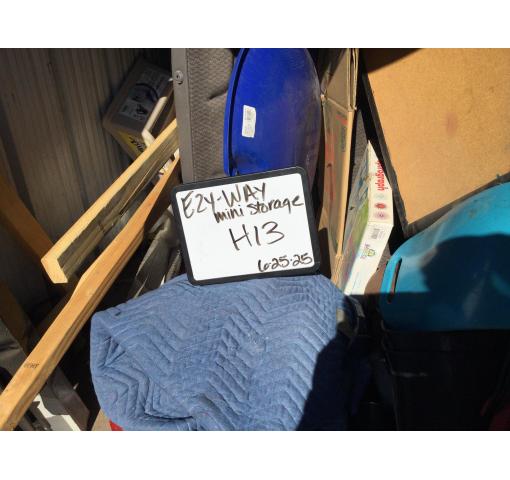 EZY-WAY
mini Storage
H13
6-25-25